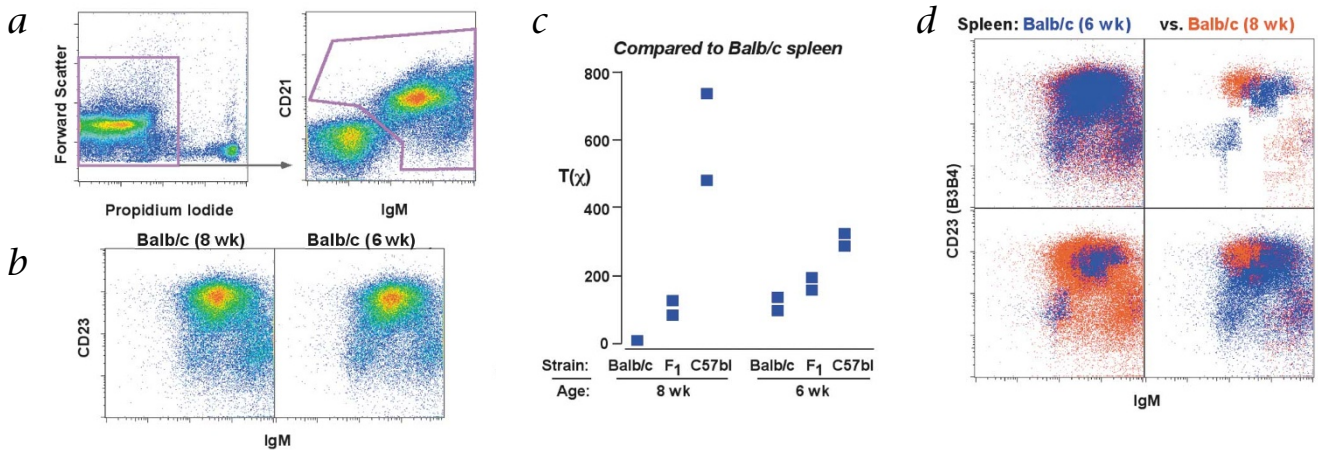 a
Forward Scatter
Propidium Iodide
CD21
IgM
b
Balb/c (8 wk)
Balb/c (6 wk)
CD23
IgM
c
Compared to Balb/c spleen
T(χ)
800
600
400
200
0
Strain: Balb/c F1 C57bl Balb/c F1 C57bl
Age: 8 wk 6 wk
d
Spleen: Balb/c (6 wk) vs. Balb/c (8 wk)
CD23 (B3B4)
IgM